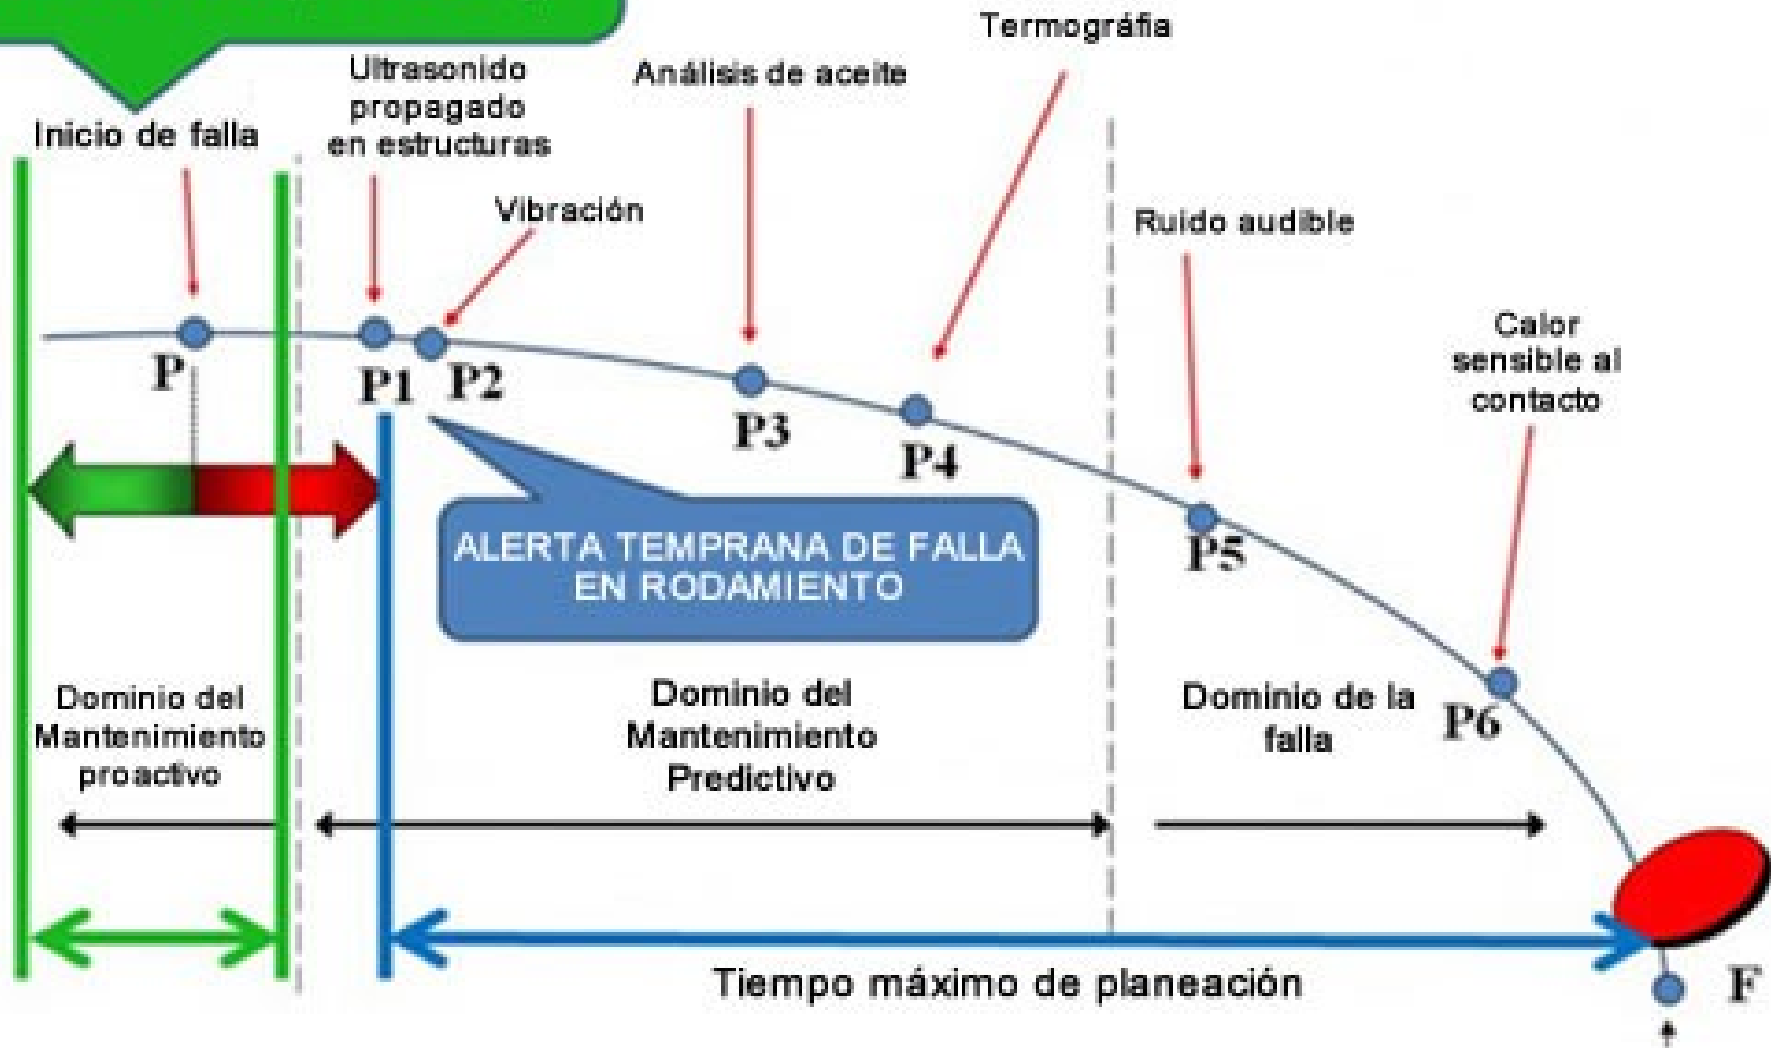 Termográfia
Ultrasonido
propagado
en estructuras
Análisis de aceite
Inicio de falla
Vibración
Ruido audible
Calor
sensible al
contacto
P
P1
P2
P3
P4
P5
P6
ALERTA TEMPRANA DE FALLA
EN RODAMIENTO
Dominio del
Mantenimiento
proactivo
Dominio del
Mantenimiento
Predictivo
Dominio de la
falla
Tiempo máximo de planeación
F